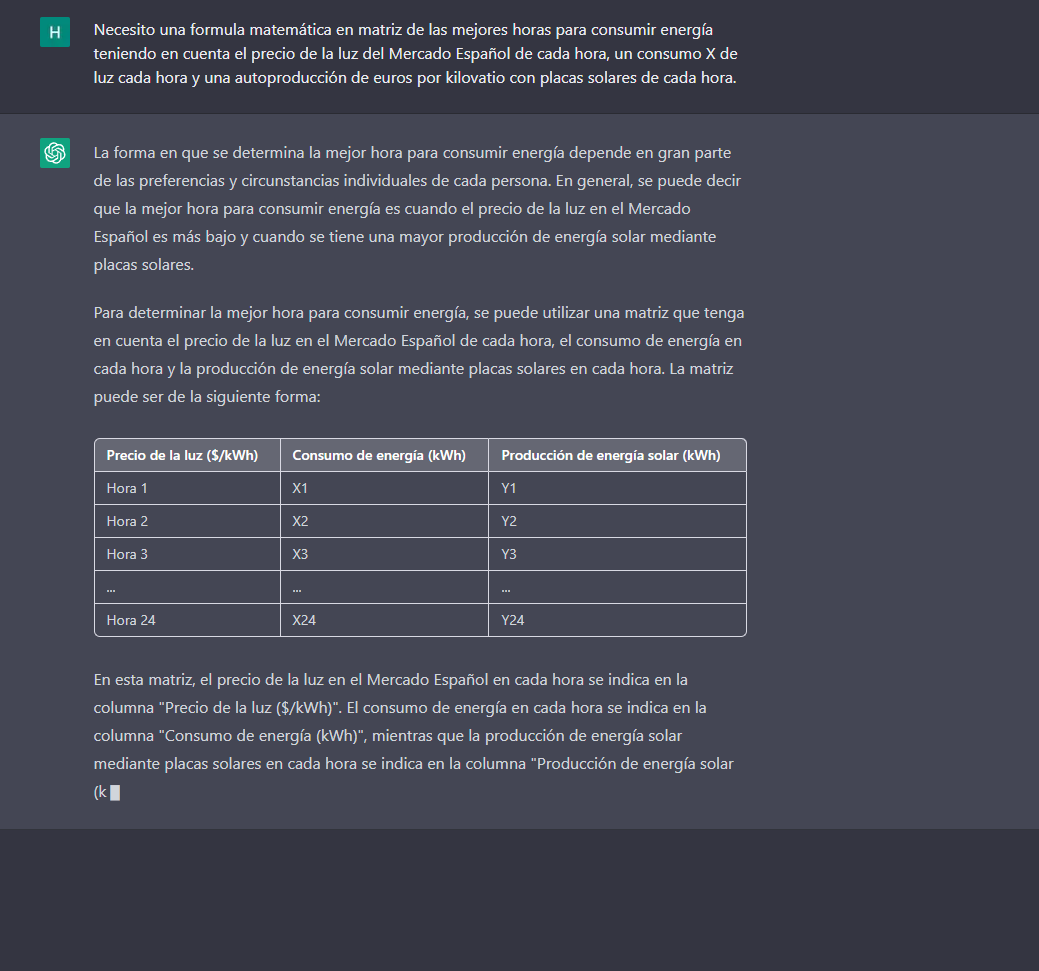 H
Necesito una formula matemática en matriz de las mejores horas para consumir energía
teniendo en cuenta el precio de la luz del Mercado Español de cada hora, un consumo X de
luz cada hora y una autoproducción de euros por kilovatio con placas solares de cada hora.
La forma en que se determina la mejor hora para consumir energía depende en gran parte
de las preferencias y circunstancias individuales de cada persona. En general, se puede decir
que la mejor hora para consumir energía es cuando el precio de la luz en el Mercado
Español es más bajo y cuando se tiene una mayor producción de energía solar mediante
placas solares.
Para determinar la mejor hora para consumir energía, se puede utilizar una matriz que tenga
en cuenta el precio de la luz en el Mercado Español de cada hora, el consumo de energía en
cada hora y la producción de energía solar mediante placas solares en cada hora. La matriz
puede ser de la siguiente forma:
Precio de la luz ($/kWh) Consumo de energía (kWh) Producción de energía solar (kWh)
Hora 1 X1 Y1
Hora 2 X2 Y2
Hora 3 X3 Y3
... ... ...
Hora 24 X24 Y24
En esta matriz, el precio de la luz en el Mercado Español en cada hora se indica en la
columna "Precio de la luz ($/kWh)". El consumo de energía en cada hora se indica en la
columna "Consumo de energía (kWh)", mientras que la producción de energía solar
mediante placas solares en cada hora se indica en la columna "Producción de energía solar
(k